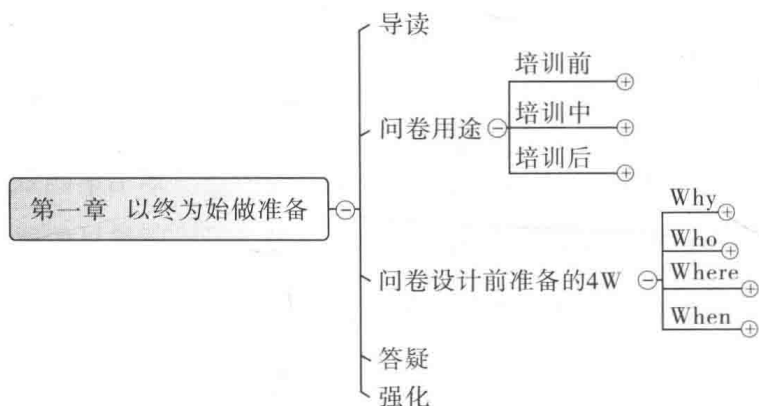 导读
问卷用途
培训前
培训中
培训后
第一章 以终为始做准备
问卷设计前准备的4W
Why
Who
Where
When
答疑
强化